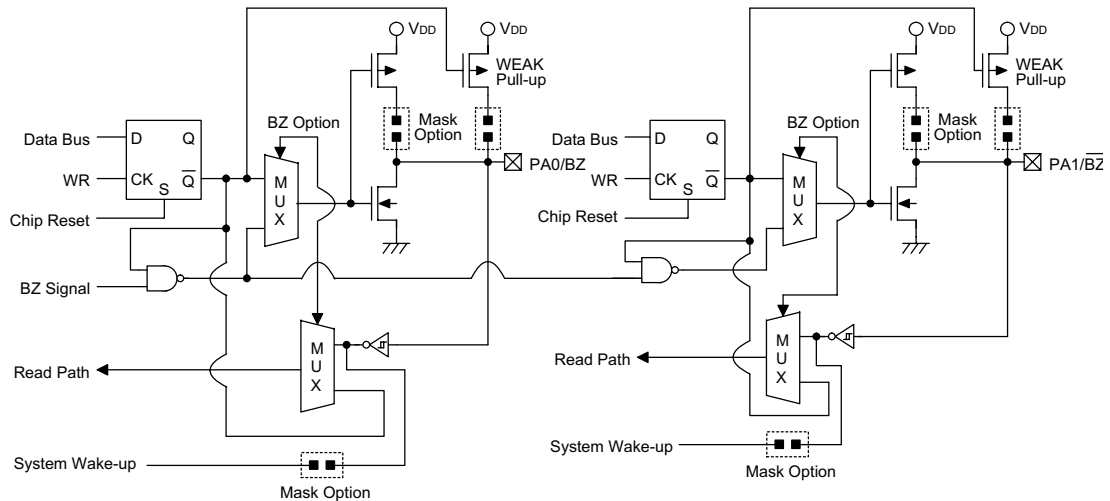 VDD
VDD
WEAK
Pull-up
Mask
Option
BZ Option
Data Bus
D
Q
WR
CK
S
Q̅
M
U
X
PA0/BZ
Chip Reset
BZ Signal
M
U
X
Read Path
System Wake-up
Mask Option
VDD
VDD
WEAK
Pull-up
Mask
Option
BZ Option
Data Bus
D
Q
WR
CK
S
Q̅
M
U
X
PA1/B̅Z̅
Chip Reset
M
U
X
Read Path
System Wake-up
Mask Option